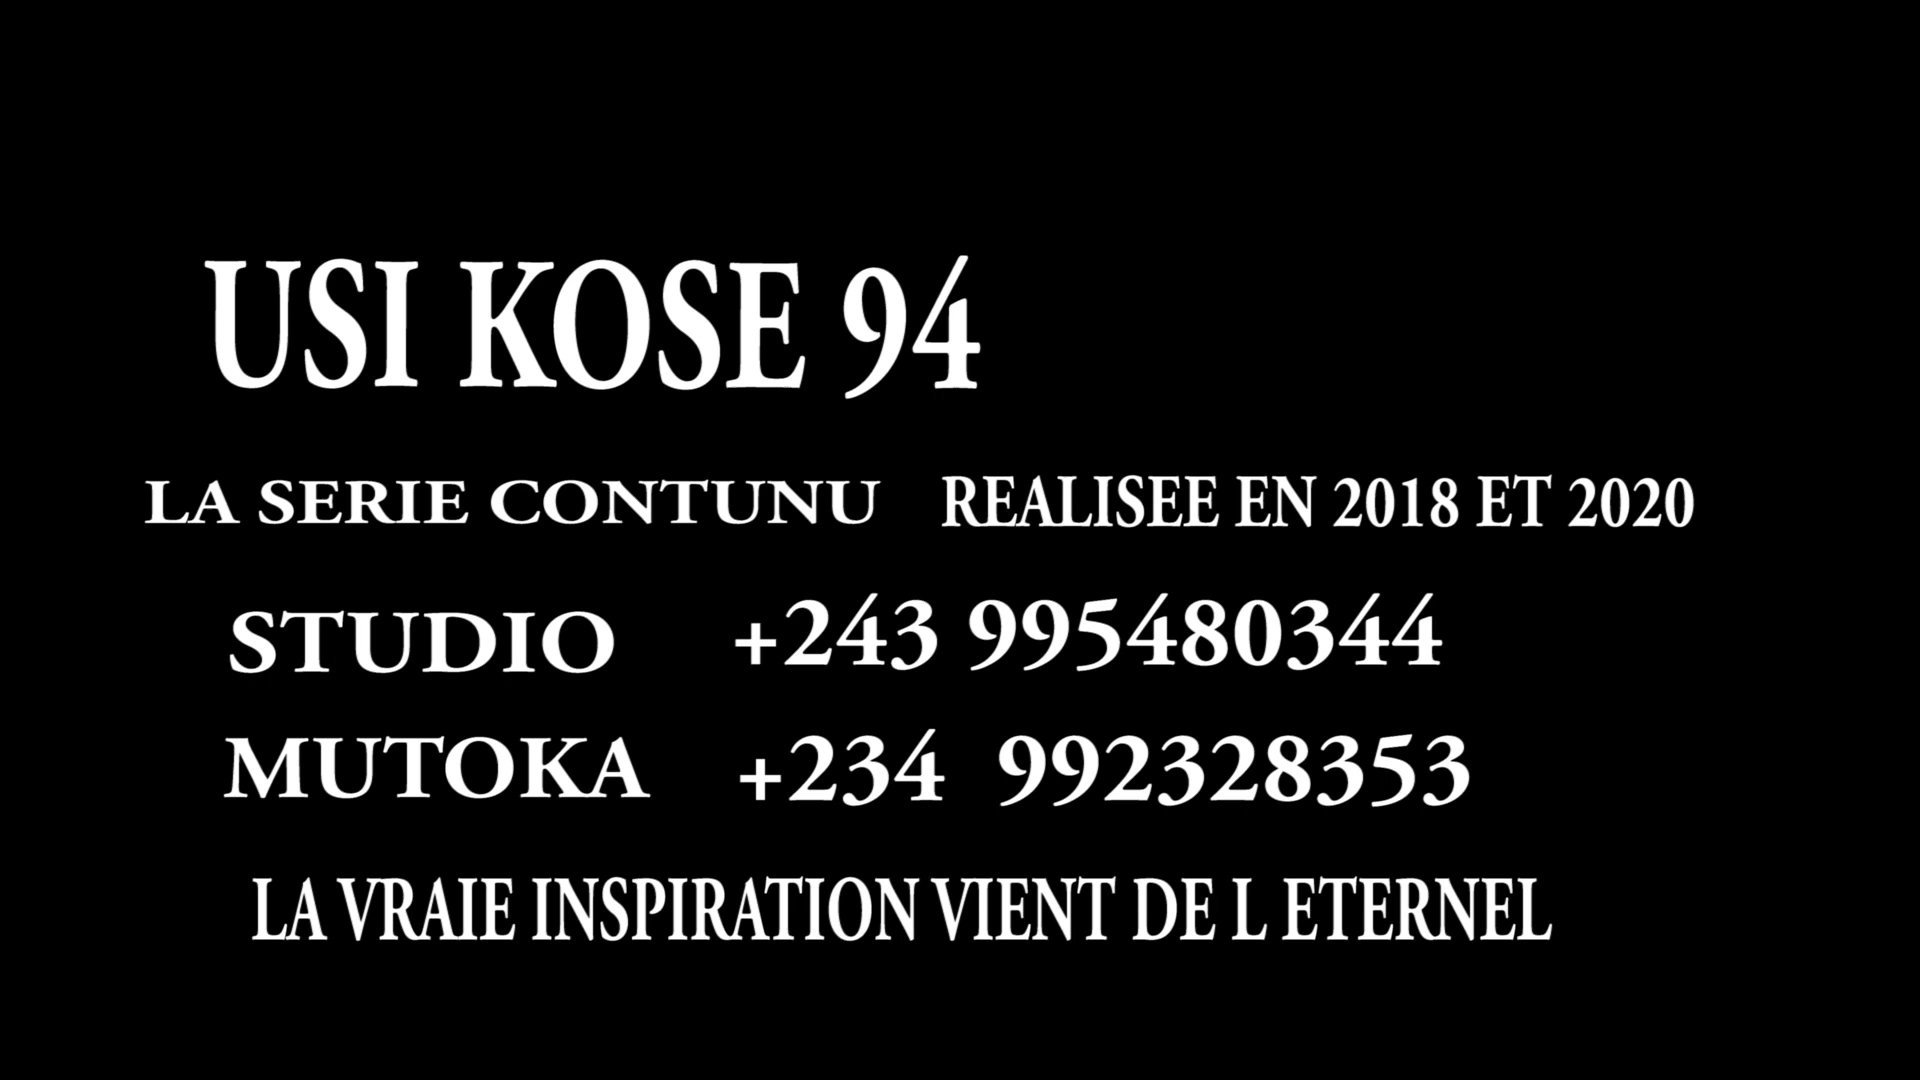 USI KOSE 94
LA SERIE CONTUNU REALISEE EN 2018 ET 2020
STUDIO +243 995480344
MUTOKA +234 992328353
LA VRAIE INSPIRATION VIENT DE L ETERNEL